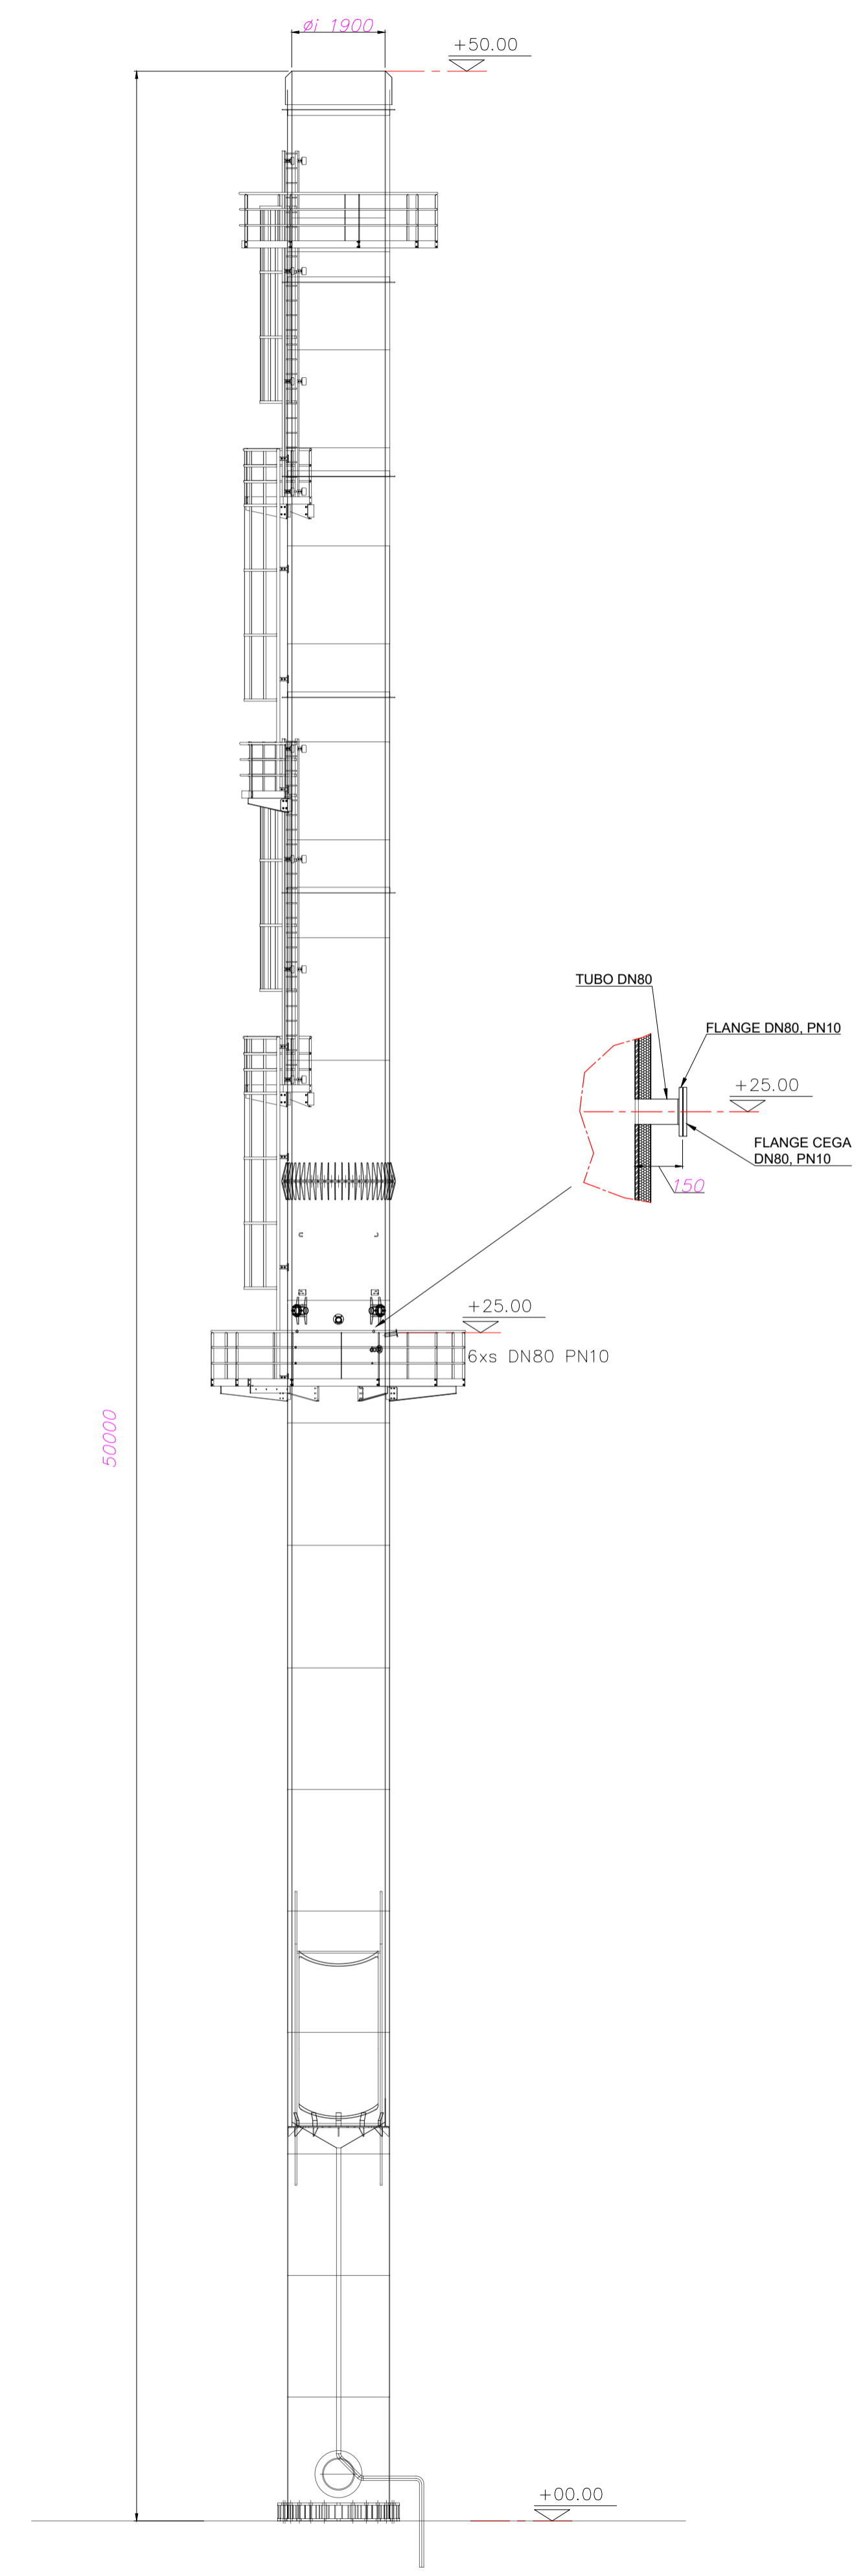 øi 1900
+50.00
TUBO DN80
FLANGE DN80, PN10
+25.00
FLANGE CEGA
DN80, PN10
150
+25.00
6xs DN80 PN10
50000
+00.00